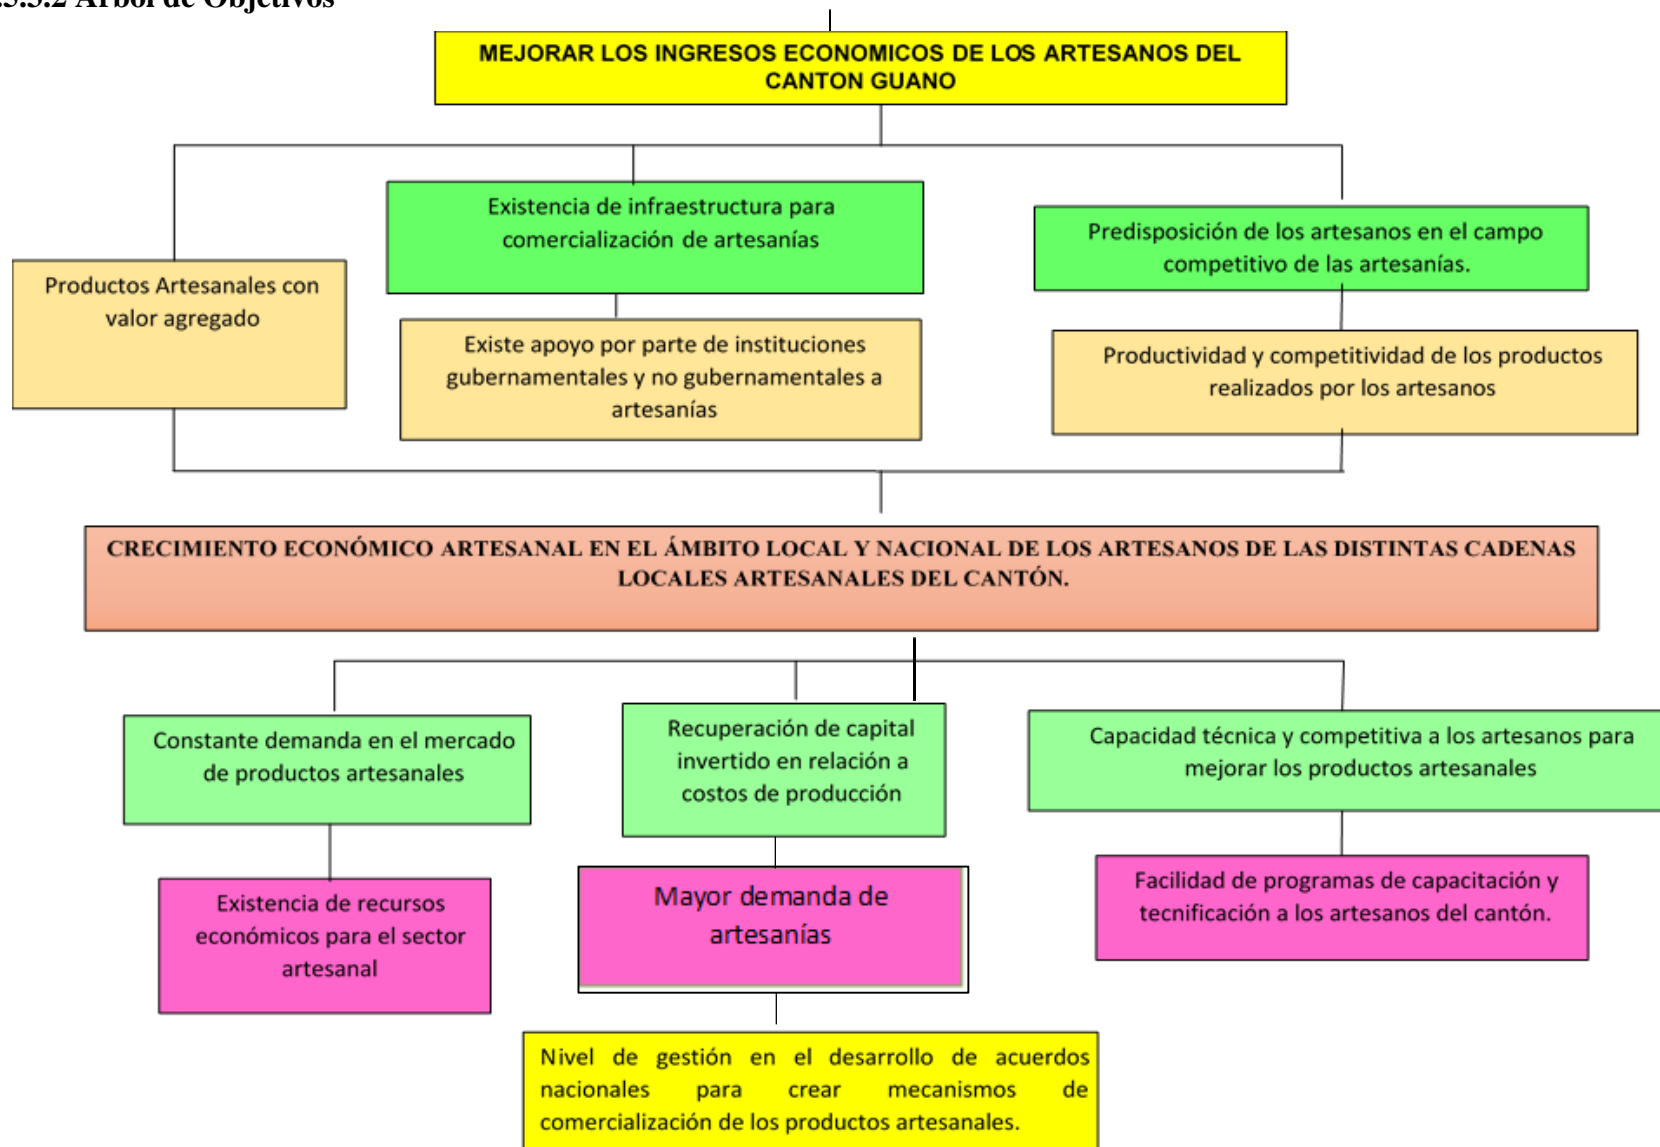 .5.5.2 Árbol de Objetivos
MEJORAR LOS INGRESOS ECONOMICOS DE LOS ARTESANOS DEL
CANTON GUANO
Existencia de infraestructura para
comercialización de artesanías
Predisposición de los artesanos en el campo
competitivo de las artesanías.
Productos Artesanales con
valor agregado
Existe apoyo por parte de instituciones
gubernamentales y no gubernamentales a
artesanías
Productividad y competitividad de los productos
realizados por los artesanos
CRECIMIENTO ECONÓMICO ARTESANAL EN EL ÁMBITO LOCAL Y NACIONAL DE LOS ARTESANOS DE LAS DISTINTAS CADENAS
LOCALES ARTESANALES DEL CANTÓN.
Constante demanda en el mercado
de productos artesanales
Recuperación de capital
invertido en relación a
costos de producción
Capacidad técnica y competitiva a los artesanos para
mejorar los productos artesanales
Existencia de recursos
económicos para el sector
artesanal
Mayor demanda de
artesanías
Facilidad de programas de capacitación y
tecnificación a los artesanos del cantón.
Nivel de gestión en el desarrollo de acuerdos
nacionales para crear mecanismos de
comercialización de los productos artesanales.